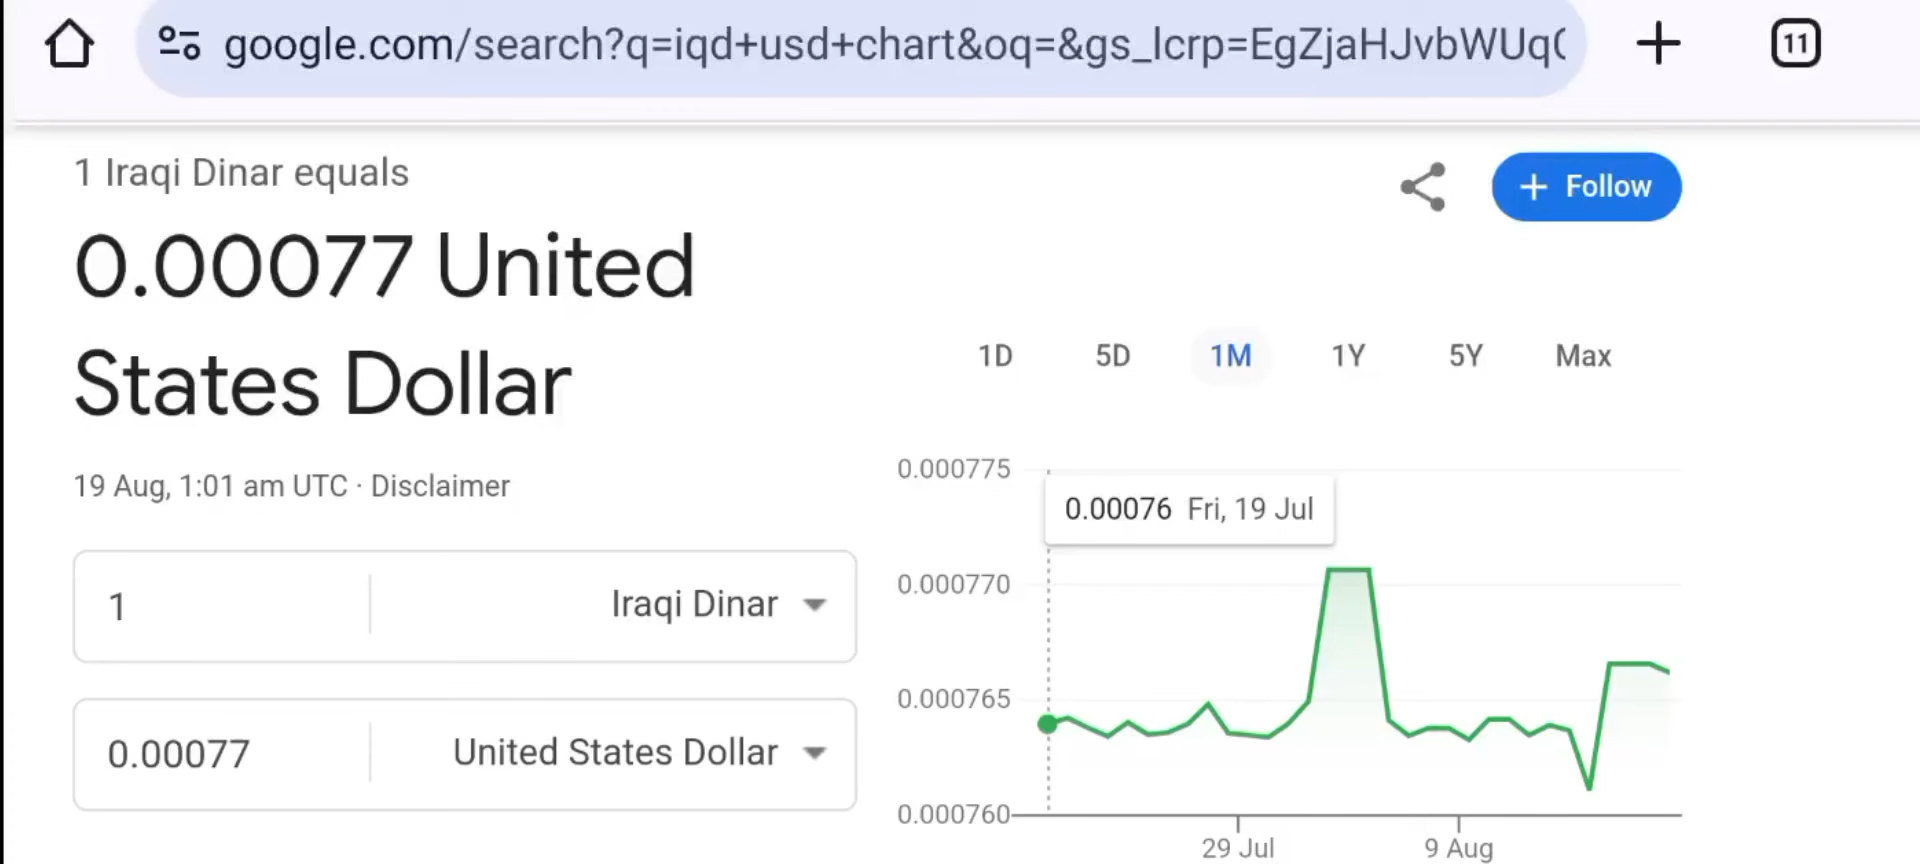 google.com/search?q=iqd+usd+chart&oq=&gs_lcrp=EgZjaHJvbWUq
11
1 Iraqi Dinar equals
Follow
0.00077 United
States Dollar
1D 5D 1M 1Y 5Y Max
19 Aug, 1:01 am UTC · Disclaimer
0.000775
0.00076 Fri, 19 Jul
0.000770
1 Iraqi Dinar
0.000765
0.00077 United States Dollar
0.000760
29 Jul 9 Aug